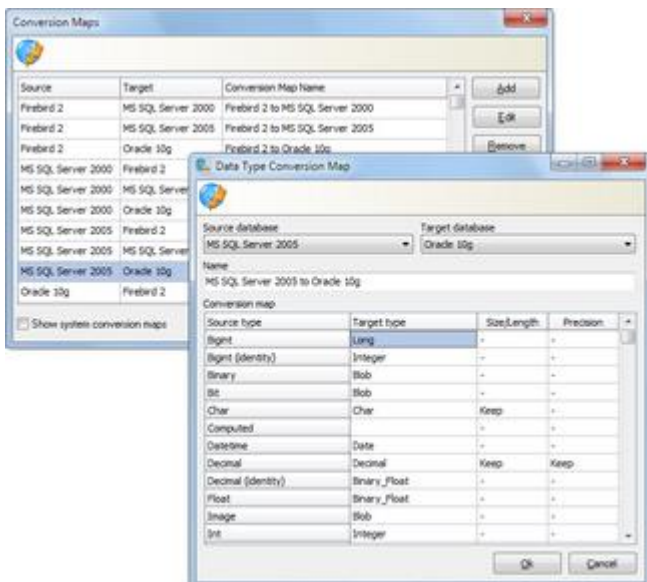 Conversion Maps
Source Target Conversion Map Name
Add
Firebird 2 MS SQL Server 2000 Firebird 2 to MS SQL Server 2000
Edit
Firebird 2 MS SQL Server 2005 Firebird 2 to MS SQL Server 2005
Firebird 2 Oracle 10g Firebird 2 to Oracle 10g
Remove
MS SQL Server 2000 Firebird 2
MS SQL Server 2000 MS SQL Server
MS SQL Server 2000 Oracle 10g
MS SQL Server 2005 Firebird 2
MS SQL Server 2005 MS SQL Server
MS SQL Server 2005 Oracle 10g
Oracle 10g Firebird 2
Show system conversion maps
Data Type Conversion Map
Source database Target database
MS SQL Server 2005 Oracle 10g
Name
MS SQL Server 2005 to Oracle 10g
Conversion map
Source type Target type Size/Length Precision
Bigint Long - -
Bigint (identity) Integer - -
Binary Blob - -
Bit Blob - -
Char Char Keep -
Computed - -
Datetime Date - -
Decimal Decimal Keep Keep
Decimal (identity) Binary_Float - -
Float Binary_Float - -
Image Blob - -
Int Integer - -
Ok Cancel